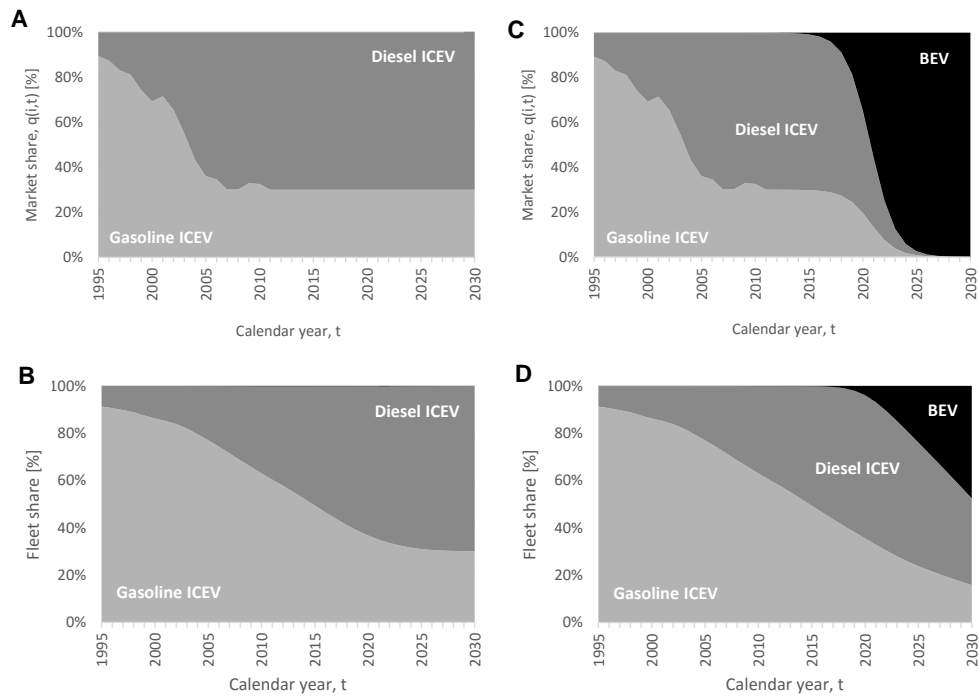 A
Market share, q(i,t) [%]
100%
80%
60%
40%
20%
0%
Diesel ICEV
Gasoline ICEV
1995
2000
2005
2010
2015
2020
2025
2030
Calendar year, t
C
Market share, q(i,t) [%]
100%
80%
60%
40%
20%
0%
BEV
Diesel ICEV
Gasoline ICEV
1995
2000
2005
2010
2015
2020
2025
2030
Calendar year, t
B
Fleet share [%]
100%
80%
60%
40%
20%
0%
Diesel ICEV
Gasoline ICEV
1995
2000
2005
2010
2015
2020
2025
2030
Calendar year, t
D
Fleet share [%]
100%
80%
60%
40%
20%
0%
BEV
Diesel ICEV
Gasoline ICEV
1995
2000
2005
2010
2015
2020
2025
2030
Calendar year, t